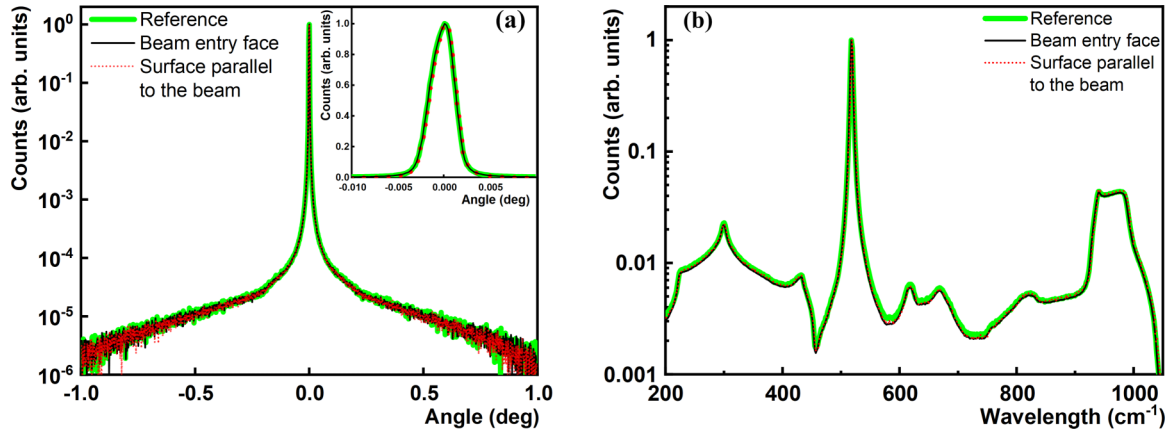 (a)
Reference
Beam entry face
Surface parallel
to the beam
Counts (arb. units)
10⁰
10⁻¹
10⁻²
10⁻³
10⁻⁴
10⁻⁵
10⁻⁶
-1.0 -0.5 0.0 0.5 1.0
Angle (deg)
Counts (arb. units)
1.0
0.8
0.6
0.4
0.2
0.0
-0.010 -0.005 0.000 0.005
Angle (deg)
(b)
Reference
Beam entry face
Surface parallel
to the beam
Counts (arb. units)
1
0.1
0.01
0.001
200 400 600 800 1000
Wavelength (cm⁻¹)